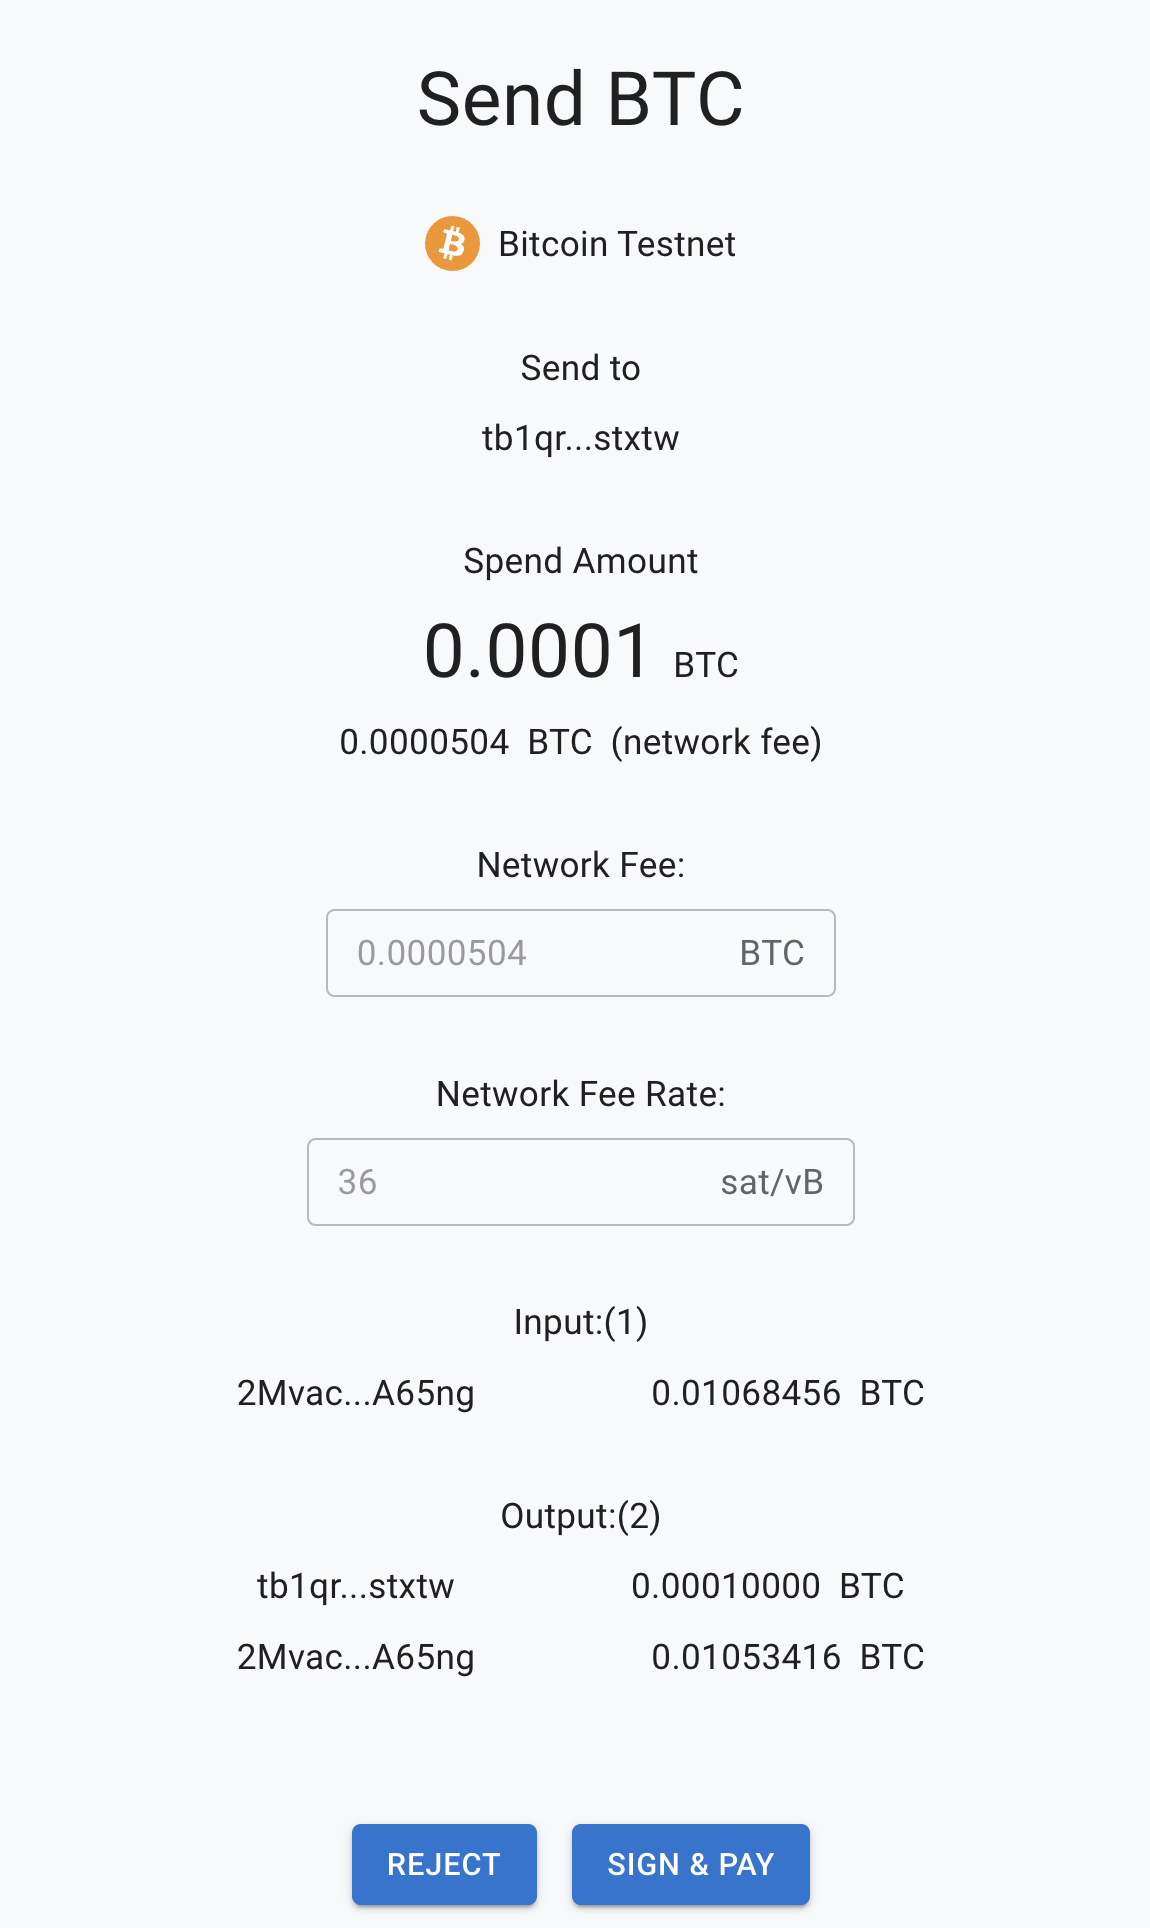 Send BTC
Bitcoin Testnet
Send to
tb1qr...stxtw
Spend Amount
0.0001 BTC
0.0000504 BTC (network fee)
Network Fee:
0.0000504 BTC
Network Fee Rate:
36 sat/vB
Input:(1)
2Mvac...A65ng 0.01068456 BTC
Output:(2)
tb1qr...stxtw 0.00010000 BTC
2Mvac...A65ng 0.01053416 BTC
REJECT SIGN & PAY